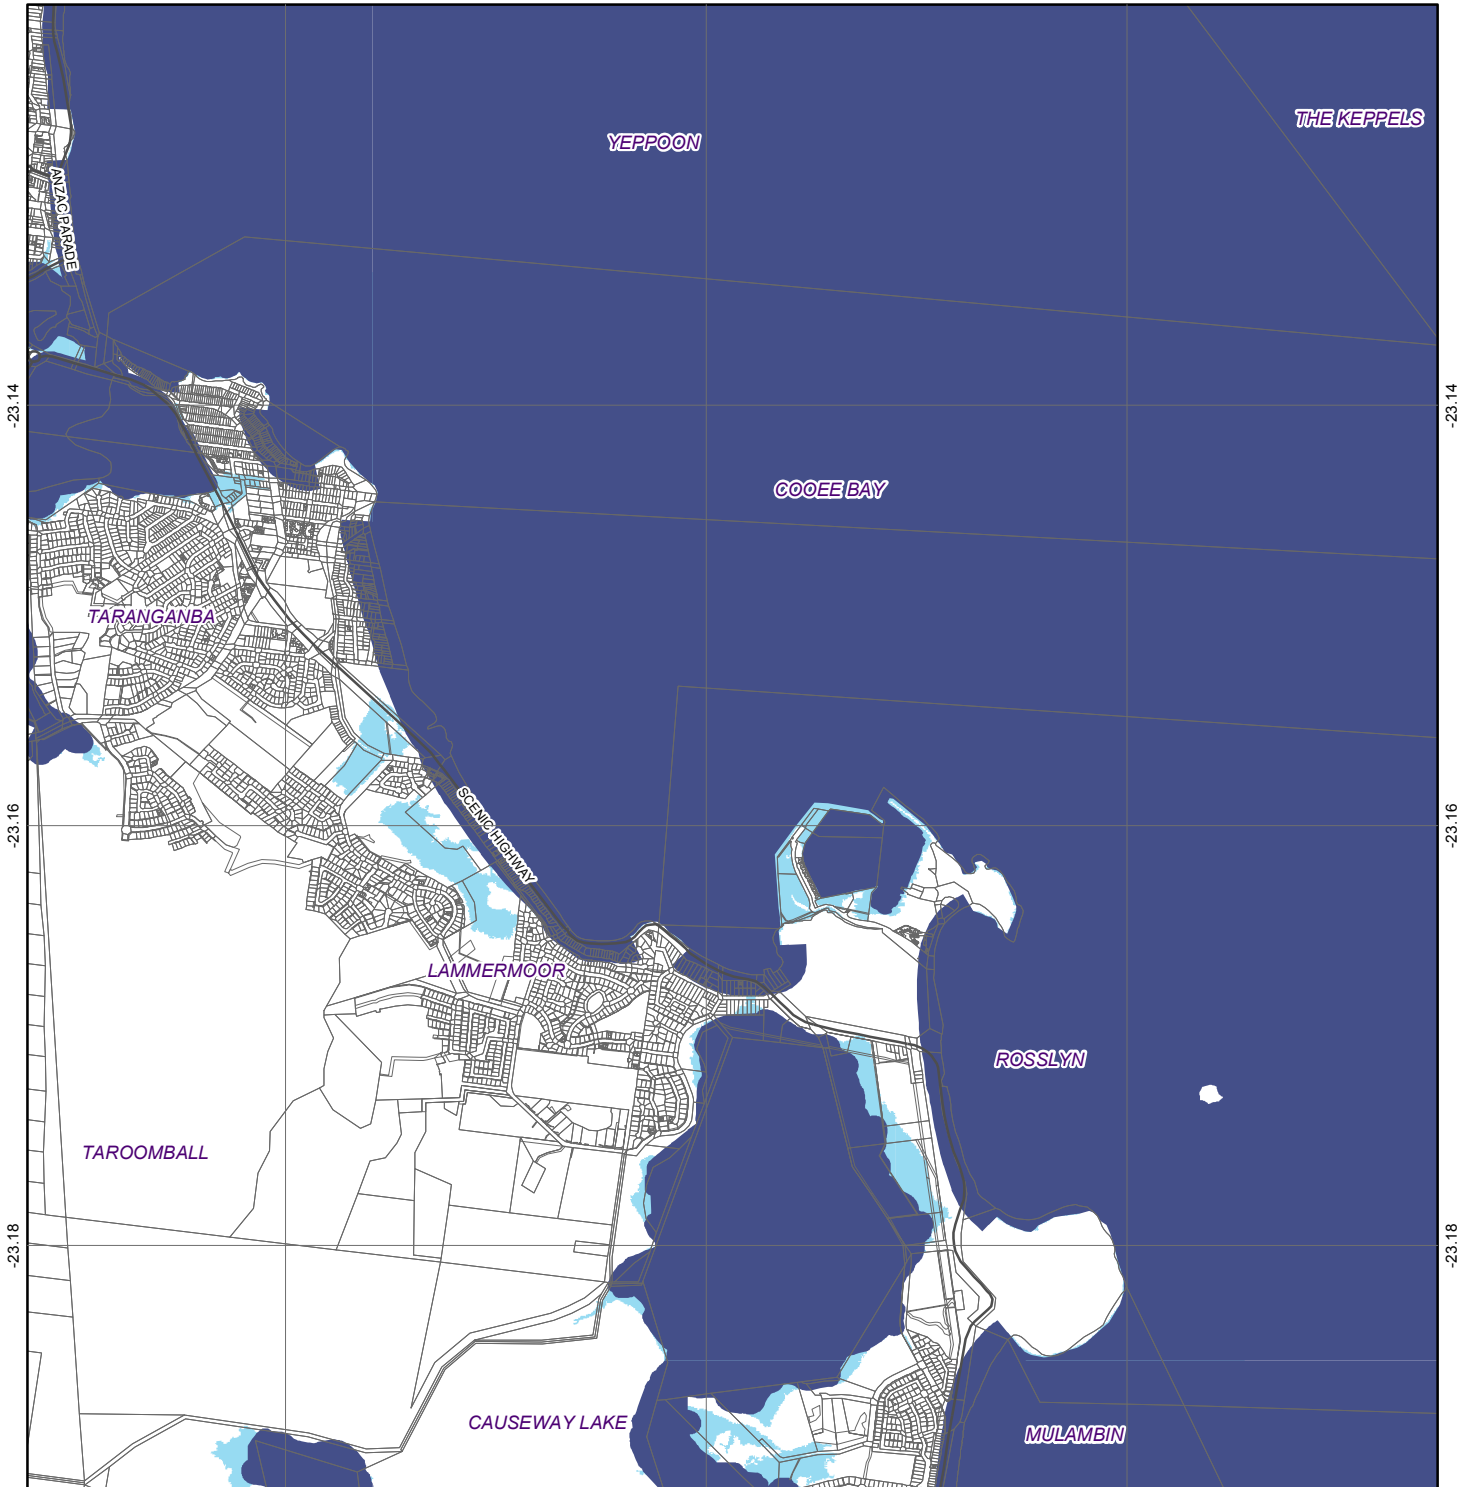 THE KEPPELS
YEPPOON
ANZAC PARADE
-23.14
-23.14
COOEE BAY
TARANGANBA
SCENIC HIGHWAY
-23.16
-23.16
LAMMERMOOR
ROSSLYN
TAROOMBALL
-23.18
-23.18
CAUSEWAY LAKE
MULAMBIN